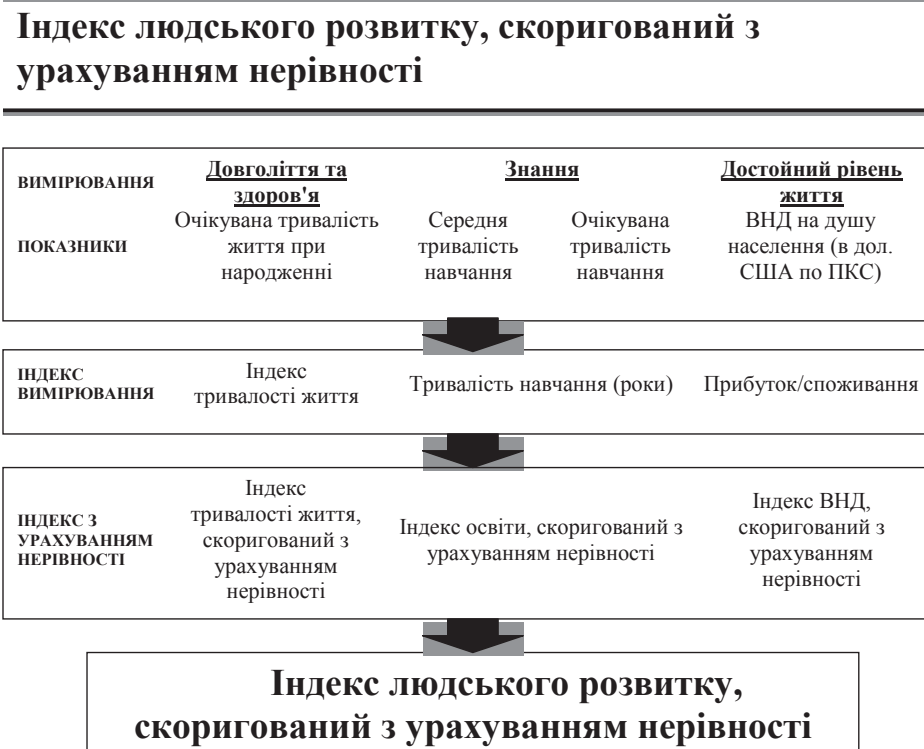 Індекс людського розвитку, скоригований з
урахуванням нерівності
ВИМІРЮВАННЯ
Довголіття та
здоров'я
Знання
Достойний рівень
життя
ПОКАЗНИКИ
Очікувана тривалість
життя при
народженні
Середня
тривалість
навчання
Очікувана
тривалість
навчання
ВНД на душу
населення (в дол.
США по ПКС)
ІНДЕКС
ВИМІРЮВАННЯ
Індекс
тривалості життя
Тривалість навчання (роки)
Прибуток/споживання
ІНДЕКС З
УРАХУВАННЯМ
НЕРІВНОСТІ
Індекс
тривалості життя,
скоригований з
урахуванням
нерівності
Індекс освіти, скоригований з
урахуванням нерівності
Індекс ВНД,
скоригований з
урахуванням
нерівності
Індекс людського розвитку,
скоригований з урахуванням нерівності